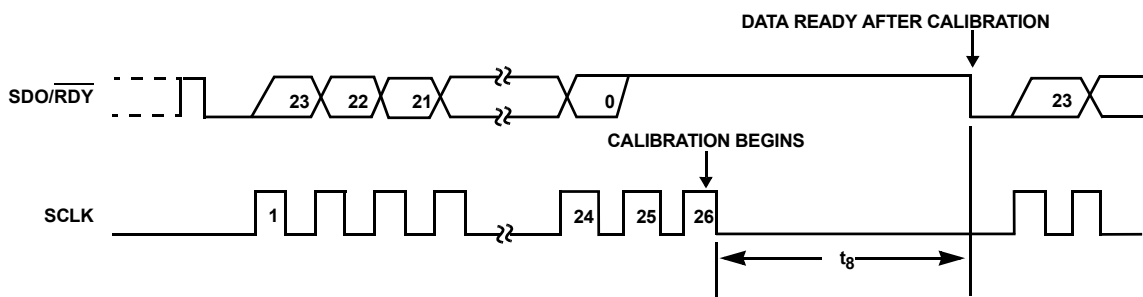 DATA READY AFTER CALIBRATION
SDO/RDY
23 22 21 0 23
CALIBRATION BEGINS
SCLK
1 24 25 26
t8